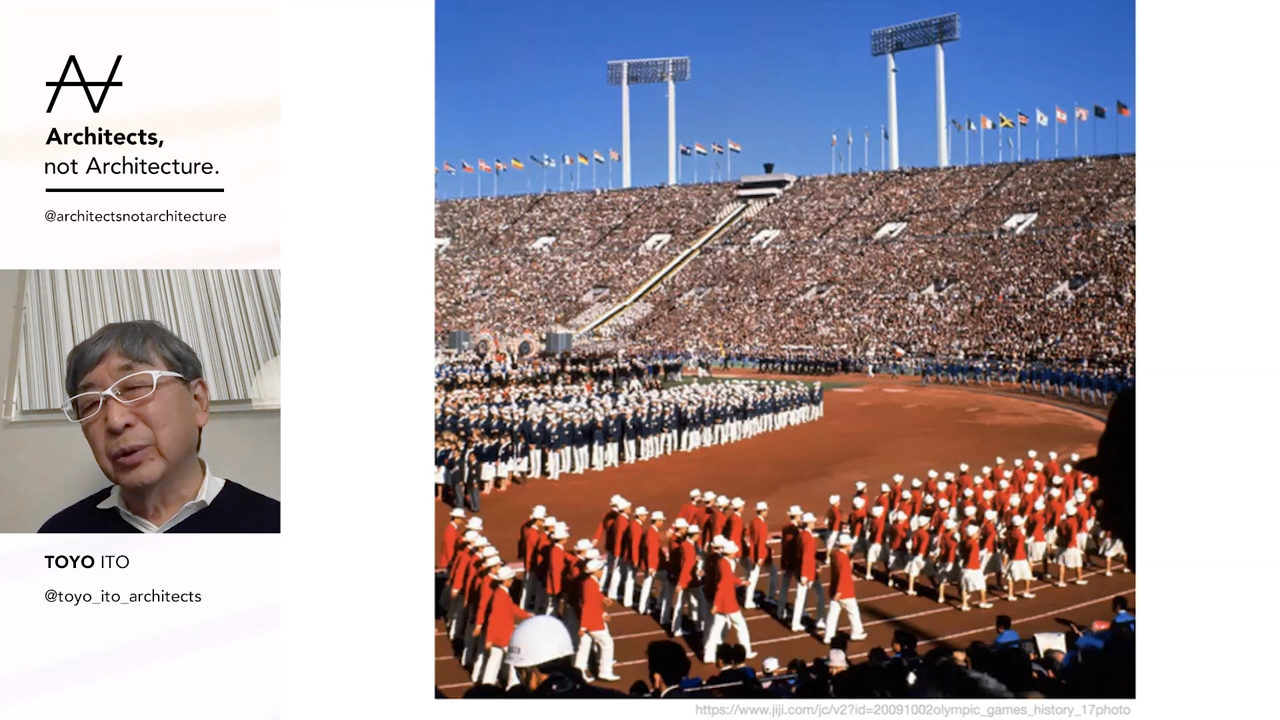 Architects,
not Architecture.
@architectsnotarchitecture
TOYO ITO
@toyo_ito_architects
https://www.jiji.com/jc/v2?id=20091002olympic_games_history_17photo